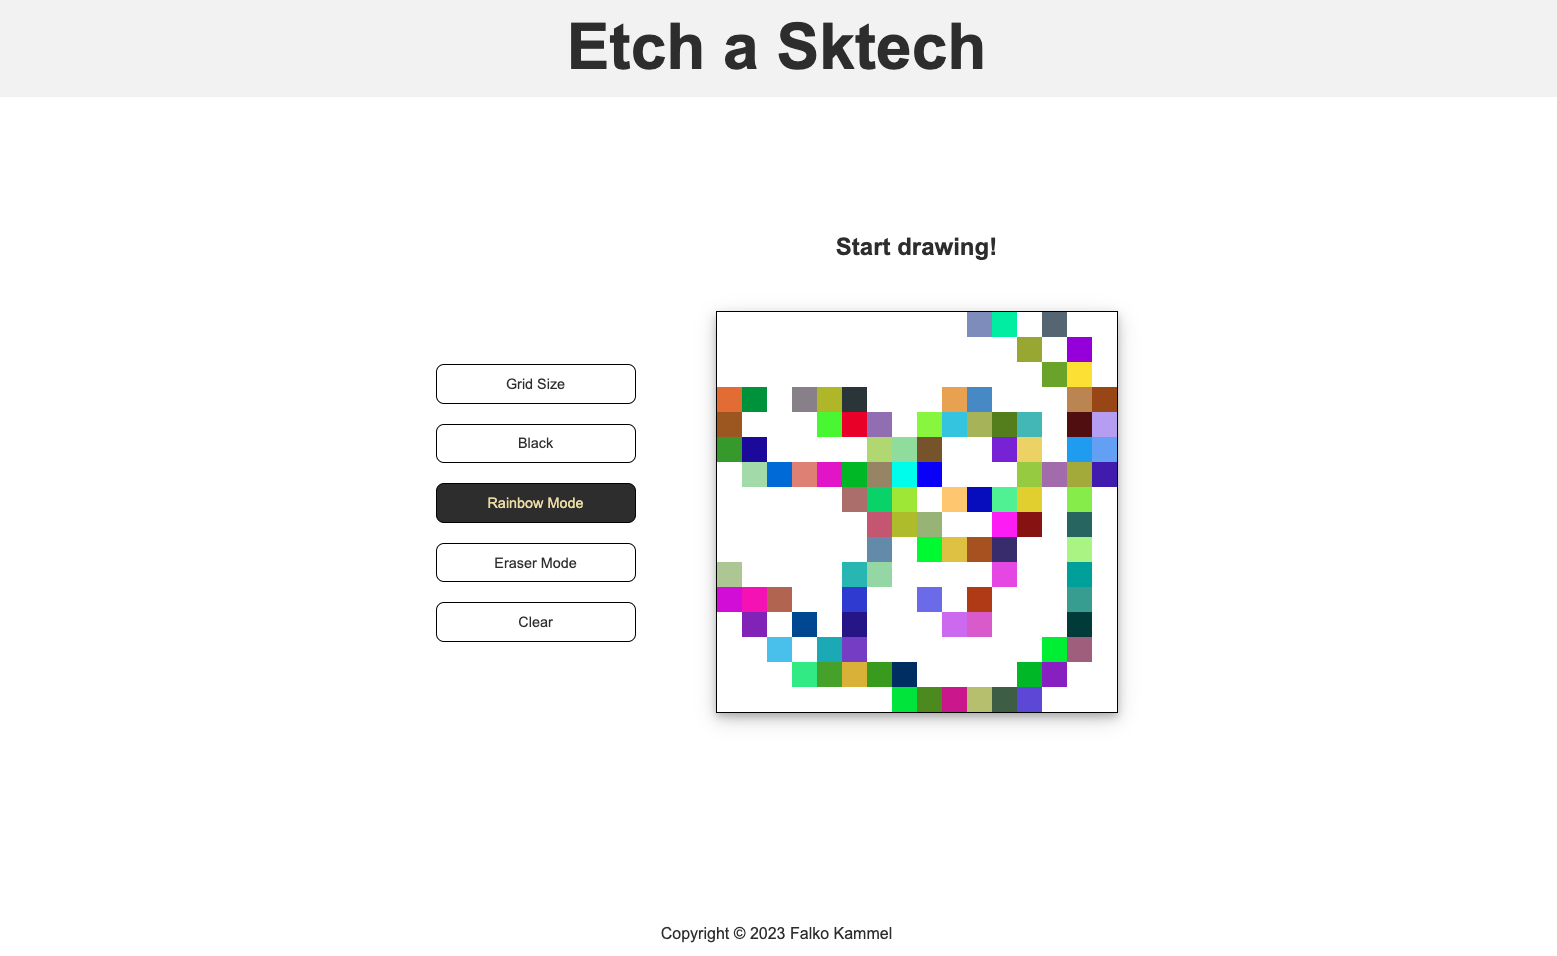 Etch a Sktech
Start drawing!
Grid Size
Black
Rainbow Mode
Eraser Mode
Clear
Copyright © 2023 Falko Kammel